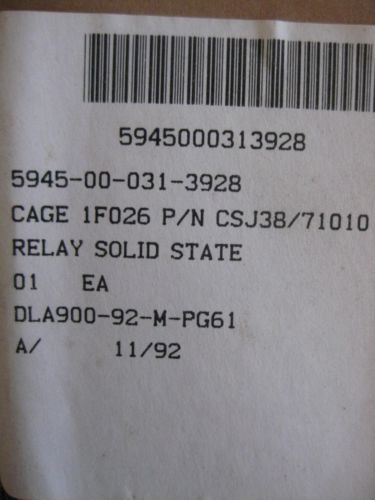 5945000313928
5945-00-031-3928
CAGE 1F026 P/N CSJ38/71010
RELAY SOLID STATE
01 EA
DLA900-92-M-PG61
A/ 11/92